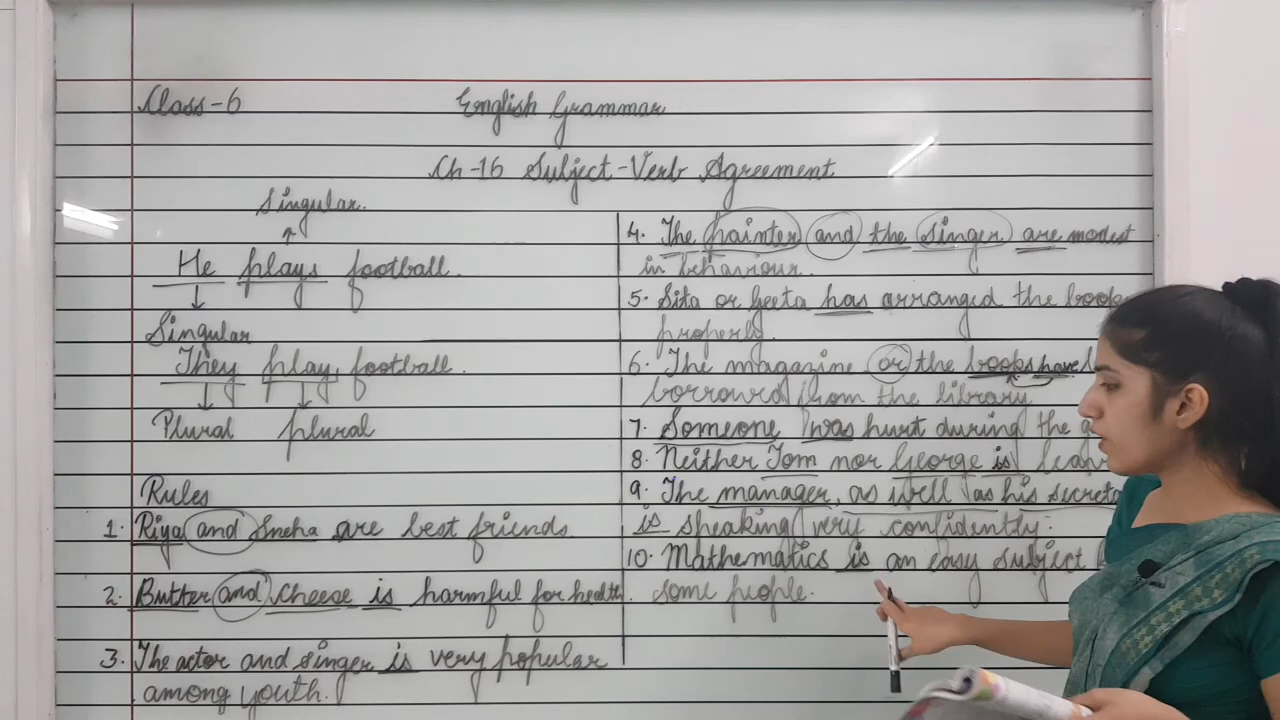 Class-6
English Grammar
Ch-16 Subject-Verb Agreement
Singular.
He plays football.
Singular
They play football.
Plural plural
Rules
1. Riya and Sneha are best friends.
2. Butter and cheese is harmful for health.
3. The actor and singer is very popular
among youth.
4. The painter and the singer are modest
in behaviour.
5. Sita or Geeta has arranged the book
properly.
6. The magazine or the books have
borrowed from the library
7. Someone was hurt during the
8. Neither Tom nor George is
9. The manager, as well as his
is speaking very confidently.
10. Mathematics is an easy subject
some people.